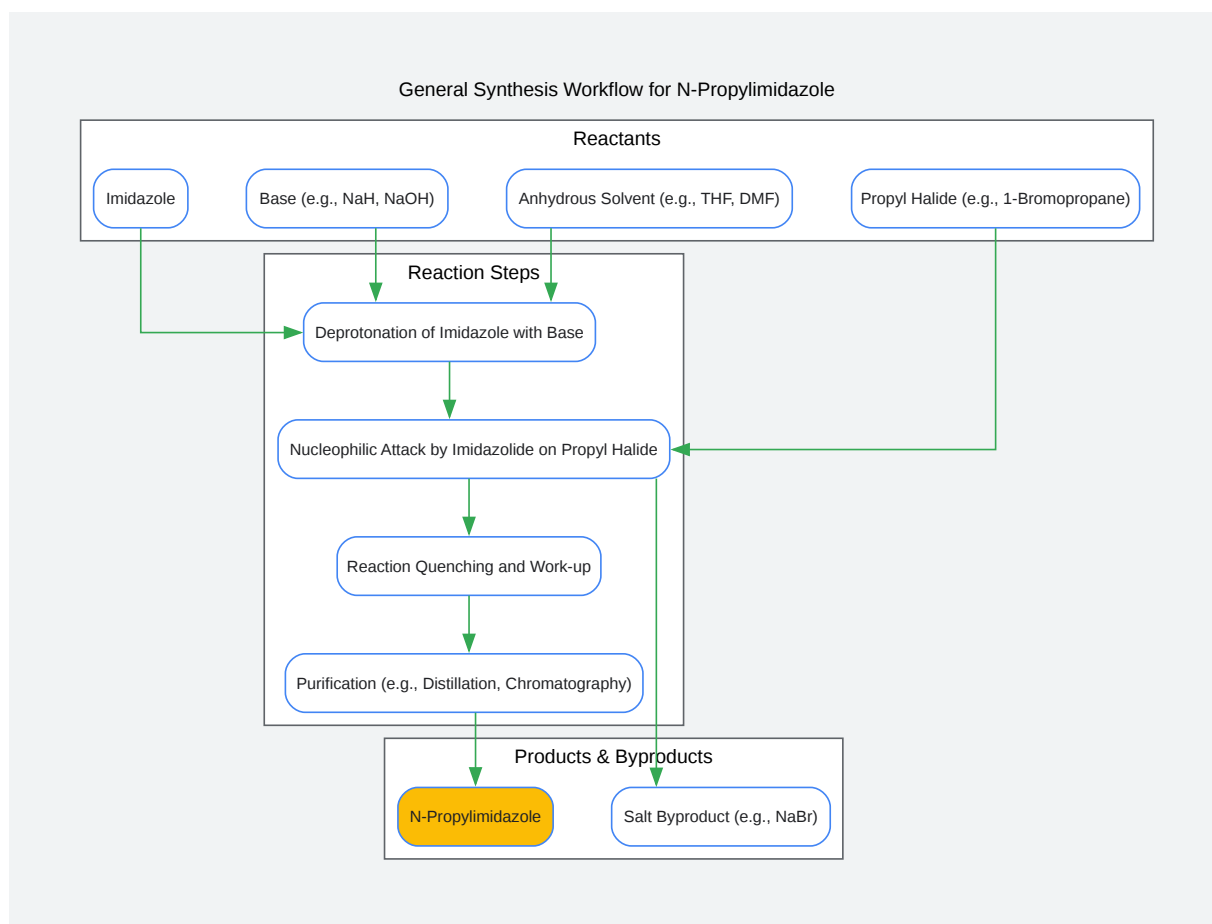 General Synthesis Workflow for N-Propylimidazole
Reactants
Imidazole
Base (e.g., NaH, NaOH)
Anhydrous Solvent (e.g., THF, DMF)
Propyl Halide (e.g., 1-Bromopropane)
Reaction Steps
Deprotonation of Imidazole with Base
Nucleophilic Attack by Imidazolide on Propyl Halide
Reaction Quenching and Work-up
Purification (e.g., Distillation, Chromatography)
Products & Byproducts
N-Propylimidazole
Salt Byproduct (e.g., NaBr)